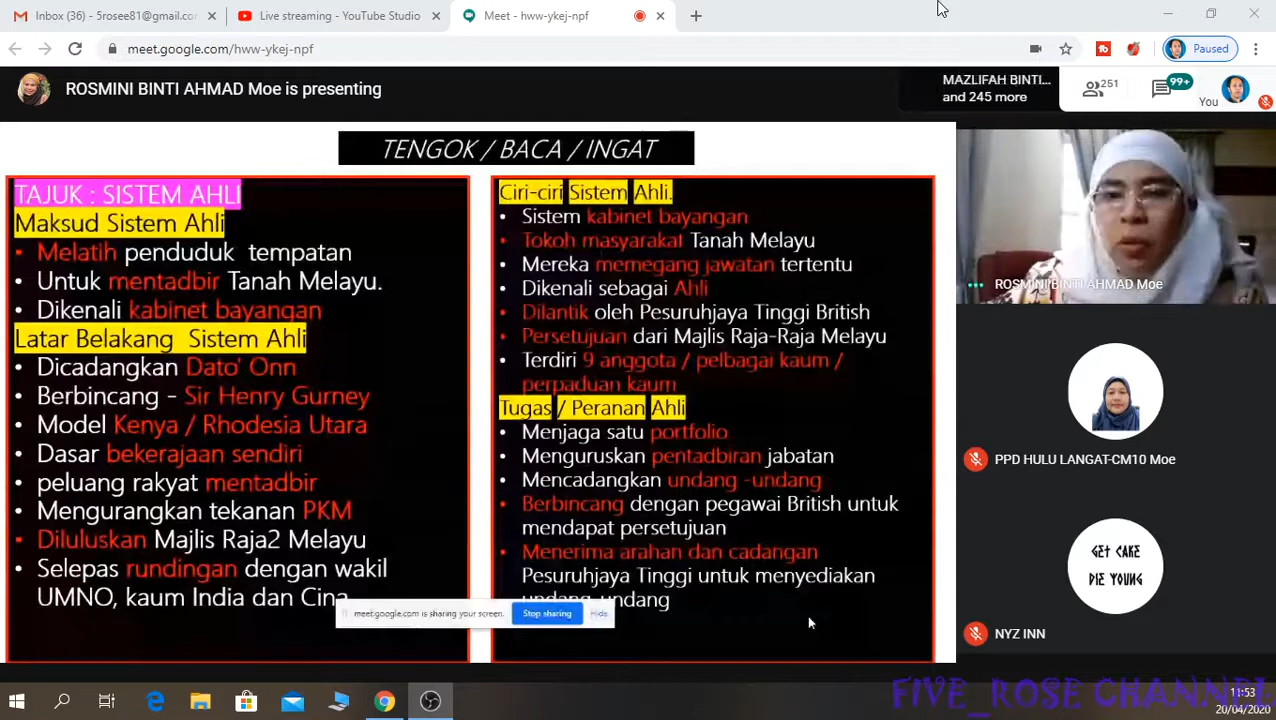 Inbox (36) - 5rosee81@gmail.co
Live streaming - YouTube Studio
Meet - hww-ykej-npf
meet.google.com/hww-ykej-npf
Paused
ROSMINI BINTI AHMAD Moe is presenting
MAZLIFAH BINTI...
and 245 more
251
99+
You
TENGOK / BACA / INGAT
TAJUK : SISTEM AHLI
Maksud Sistem Ahli
• Melatih penduduk tempatan
• Untuk mentadbir Tanah Melayu.
• Dikenali kabinet bayangan
Latar Belakang Sistem Ahli
• Dicadangkan Dato' Onn
• Berbincang - Sir Henry Gurney
• Model Kenya / Rhodesia Utara
• Dasar bekerajaan sendiri
• peluang rakyat mentadbir
• Mengurangkan tekanan PKM
• Diluluskan Majlis Raja2 Melayu
• Selepas rundingan dengan wakil
UMNO, kaum India dan Cina
Ciri-ciri Sistem Ahli.
• Sistem kabinet bayangan
• Tokoh masyarakat Tanah Melayu
• Mereka memegang jawatan tertentu
• Dikenali sebagai Ahli
• Dilantik oleh Pesuruhjaya Tinggi British
• Persetujuan dari Majlis Raja-Raja Melayu
• Terdiri 9 anggota / pelbagai kaum /
perpaduan kaum
Tugas / Peranan Ahli
• Menjaga satu portfolio
• Menguruskan pentadbiran jabatan
• Mencadangkan undang -undang
• Berbincang dengan pegawai British untuk
mendapat persetujuan
• Menerima arahan dan cadangan
Pesuruhjaya Tinggi untuk menyediakan
undang-undang
meet.google.com is sharing your screen.
Stop sharing
Hide
ROSMINI BINTI AHMAD Moe
PPD HULU LANGAT-CM10 Moe
GET CAKE
DIE YOUNG
NYZ INN
FIVE_ROSE CHANNEL
11:53
20/04/2020